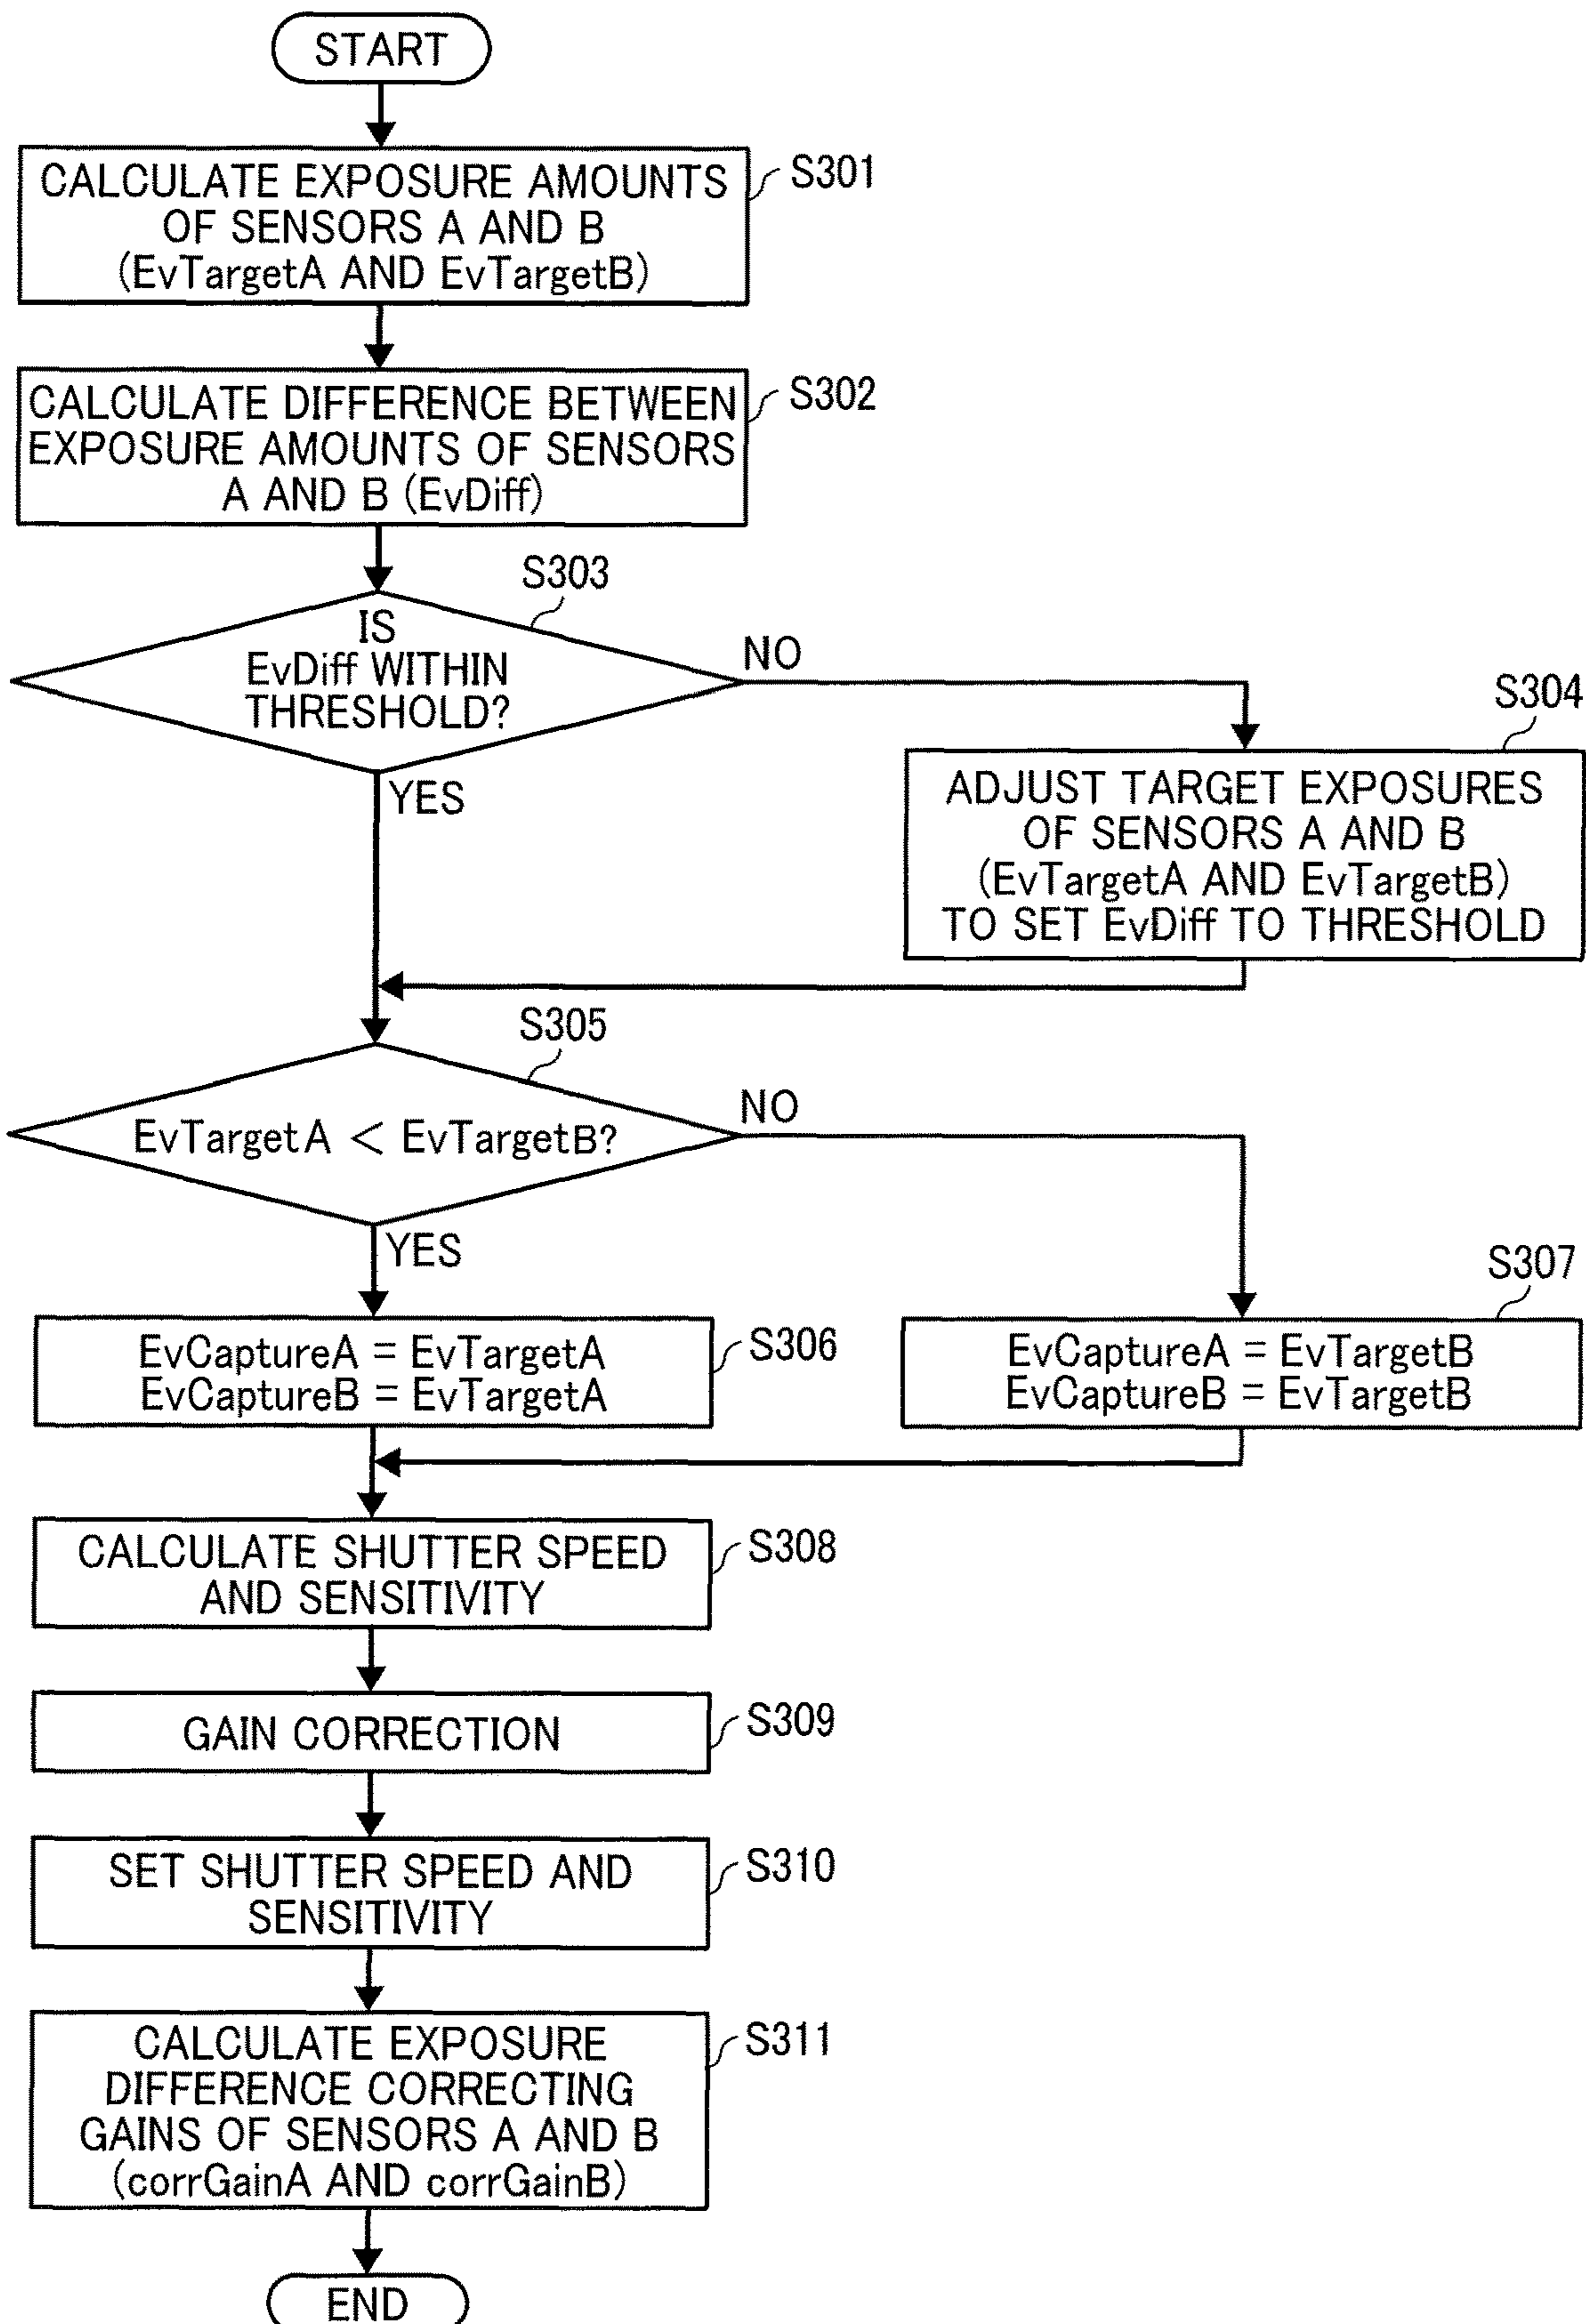 START
CALCULATE EXPOSURE AMOUNTS
OF SENSORS A AND B
(EvTargetA AND EvTargetB)
S301
CALCULATE DIFFERENCE BETWEEN
EXPOSURE AMOUNTS OF SENSORS
A AND B (EvDiff)
S302
S303
IS
EvDiff WITHIN
THRESHOLD?
NO
YES
S304
ADJUST TARGET EXPOSURES
OF SENSORS A AND B
(EvTargetA AND EvTargetB)
TO SET EvDiff TO THRESHOLD
S305
EvTargetA < EvTargetB?
NO
YES
EvCaptureA = EvTargetA
EvCaptureB = EvTargetA
S306
S307
EvCaptureA = EvTargetB
EvCaptureB = EvTargetB
CALCULATE SHUTTER SPEED
AND SENSITIVITY
S308
GAIN CORRECTION
S309
SET SHUTTER SPEED AND
SENSITIVITY
S310
CALCULATE EXPOSURE
DIFFERENCE CORRECTING
GAINS OF SENSORS A AND B
(corrGainA AND corrGainB)
S311
END